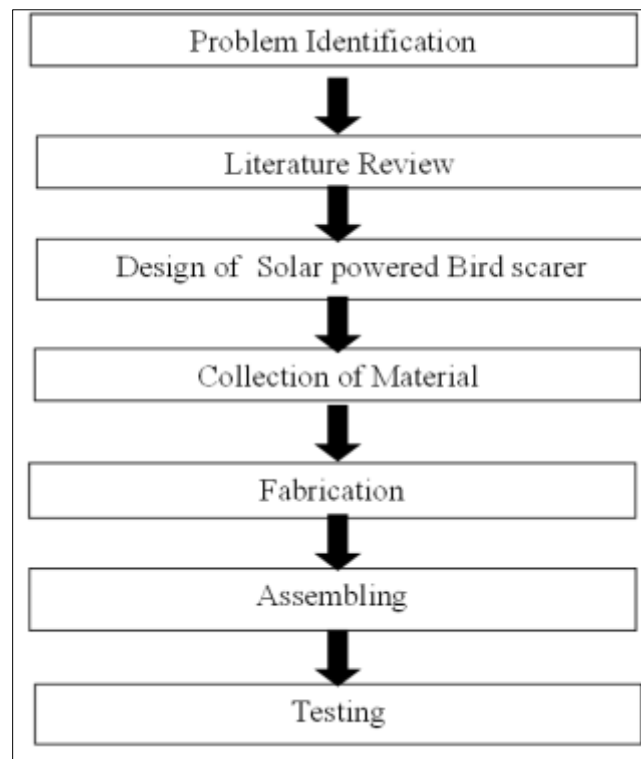 Problem Identification
Literature Review
Design of Solar powered Bird scarer
Collection of Material
Fabrication
Assembling
Testing